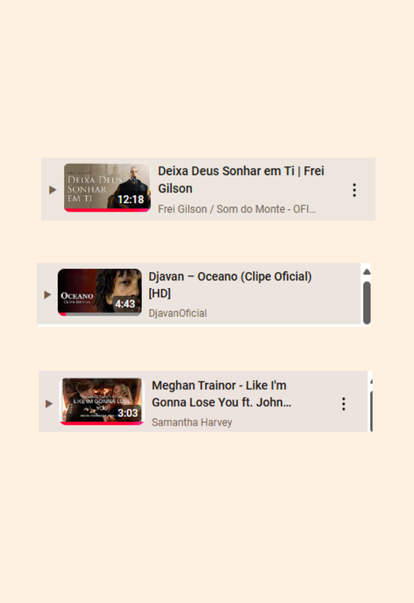 DEIXA DEUS
SONHAR
EM TI
12:18
Deixa Deus Sonhar em Ti | Frei
Gilson
Frei Gilson / Som do Monte - OFI...
OCEANO
4:43
Djavan – Oceano (Clipe Oficial)
[HD]
DjavanOficial
LIKE I'M GONNA LOSE
YOU
3:03
Meghan Trainor - Like I'm
Gonna Lose You ft. John...
Samantha Harvey